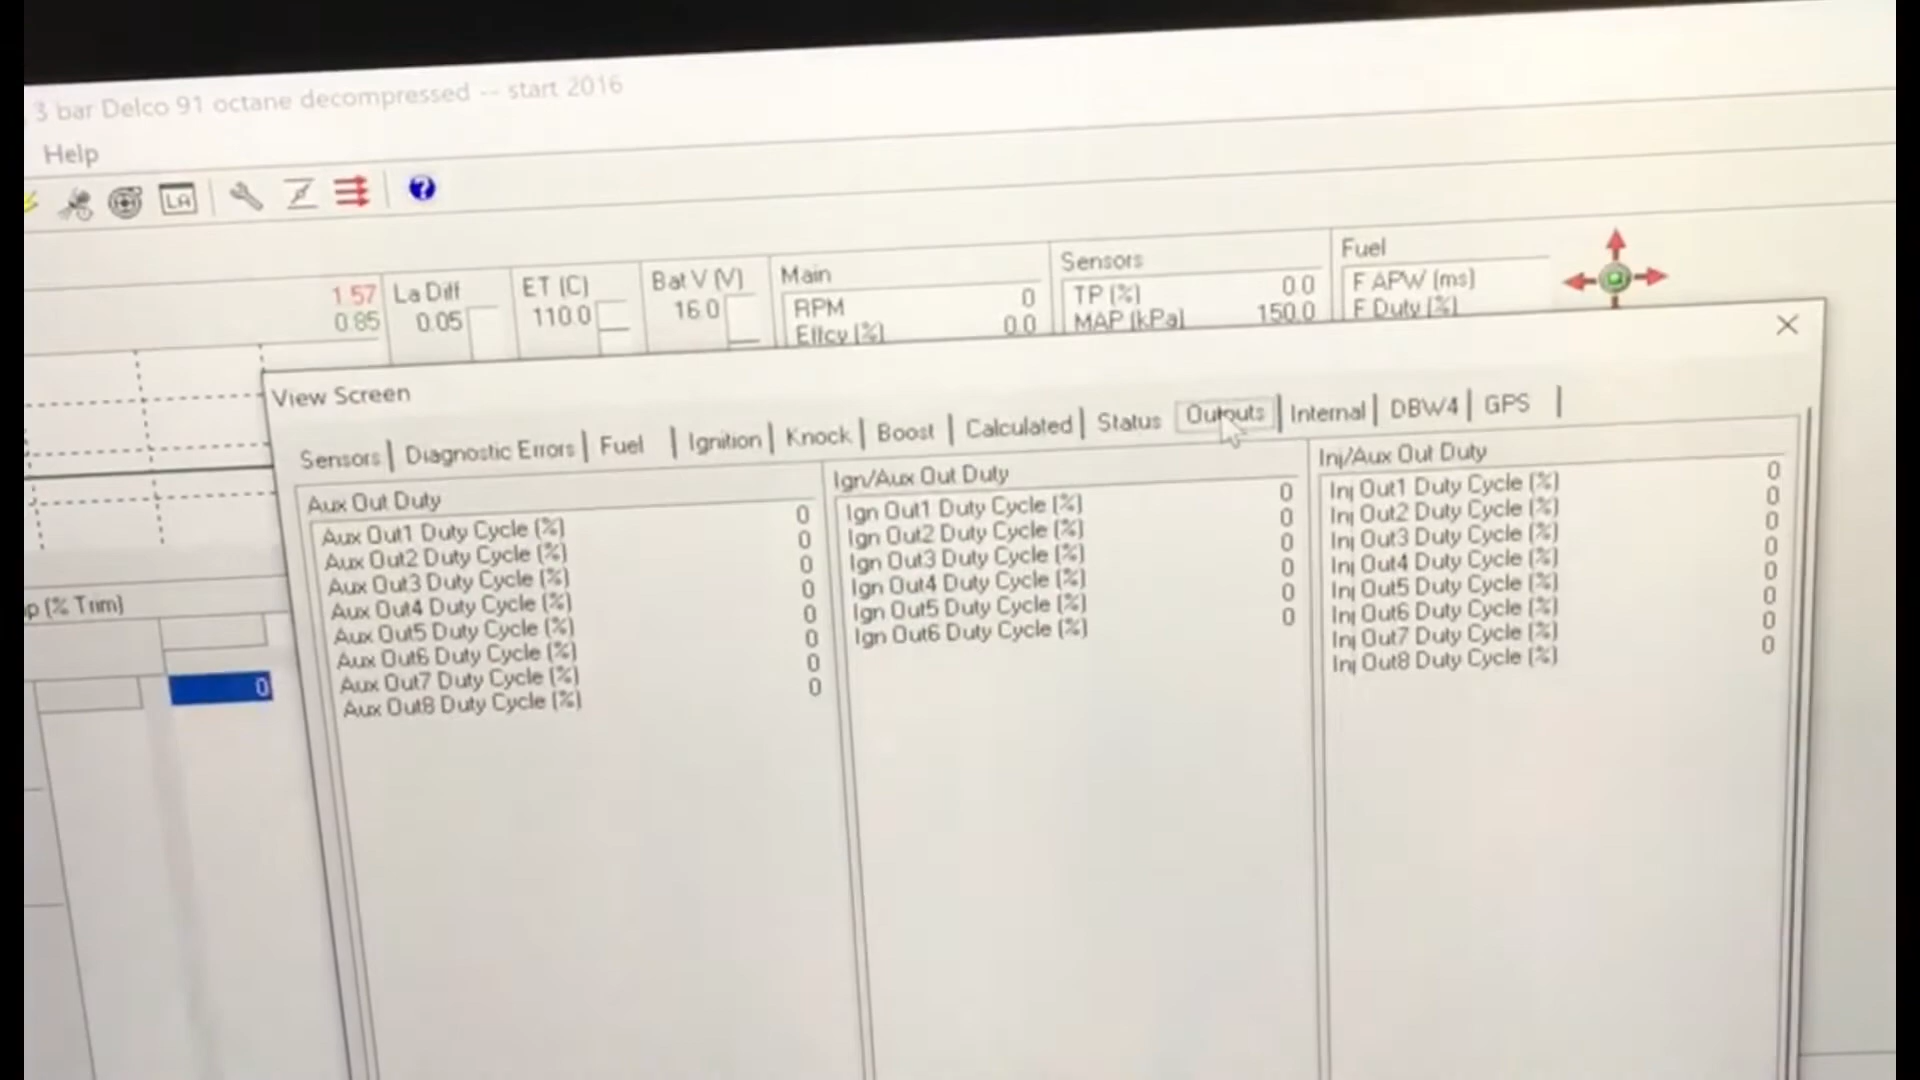 3 bar Delco 91 octane decompressed -- start 2016
Help
LA
?
1.57
0.85
La Diff
0.05
ET (C)
110.0
Bat V (V)
16.0
Main
RPM 0
Effcy (%) 0.0
Sensors
TP (%) 0.0
MAP (kPa) 150.0
Fuel
F APW (ms)
F Duty (%)
View Screen
Sensors Diagnostic Errors Fuel Ignition Knock Boost Calculated Status Outputs Internal DBW4 GPS
Aux Out Duty
Aux Out1 Duty Cycle (%) 0
Aux Out2 Duty Cycle (%) 0
Aux Out3 Duty Cycle (%) 0
Aux Out4 Duty Cycle (%) 0
Aux Out5 Duty Cycle (%) 0
Aux Out6 Duty Cycle (%) 0
Aux Out7 Duty Cycle (%) 0
Aux Out8 Duty Cycle (%) 0
Ign/Aux Out Duty
Ign Out1 Duty Cycle (%) 0
Ign Out2 Duty Cycle (%) 0
Ign Out3 Duty Cycle (%) 0
Ign Out4 Duty Cycle (%) 0
Ign Out5 Duty Cycle (%) 0
Ign Out6 Duty Cycle (%) 0
Inj/Aux Out Duty
Inj Out1 Duty Cycle (%) 0
Inj Out2 Duty Cycle (%) 0
Inj Out3 Duty Cycle (%) 0
Inj Out4 Duty Cycle (%) 0
Inj Out5 Duty Cycle (%) 0
Inj Out6 Duty Cycle (%) 0
Inj Out7 Duty Cycle (%) 0
Inj Out8 Duty Cycle (%) 0
p (% Trim)
0